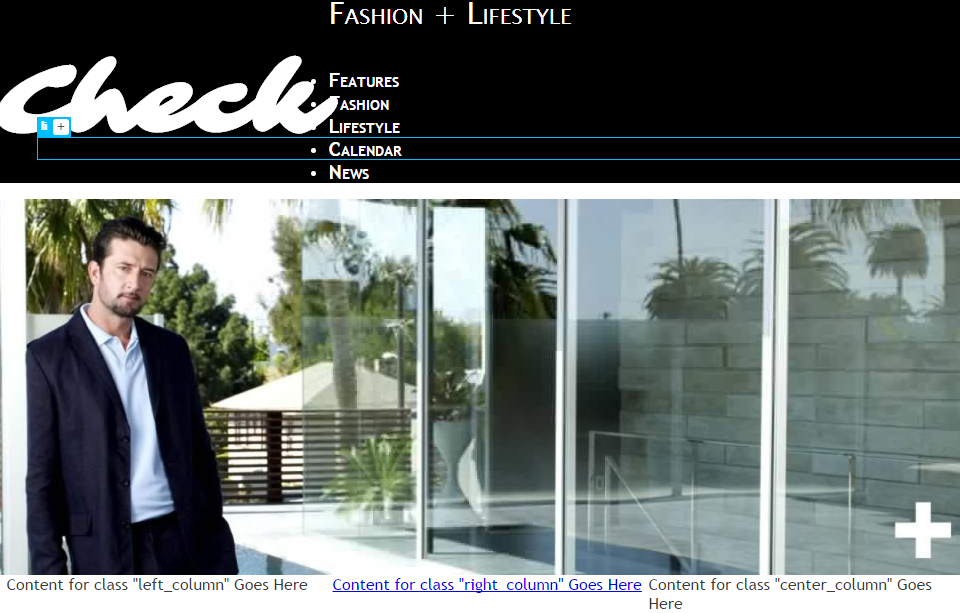 Fashion + Lifestyle
Check
Features
Fashion
Lifestyle
Calendar
News
Content for class "left_column" Goes Here
Content for class "right_column" Goes Here
Content for class "center_column" Goes
Here